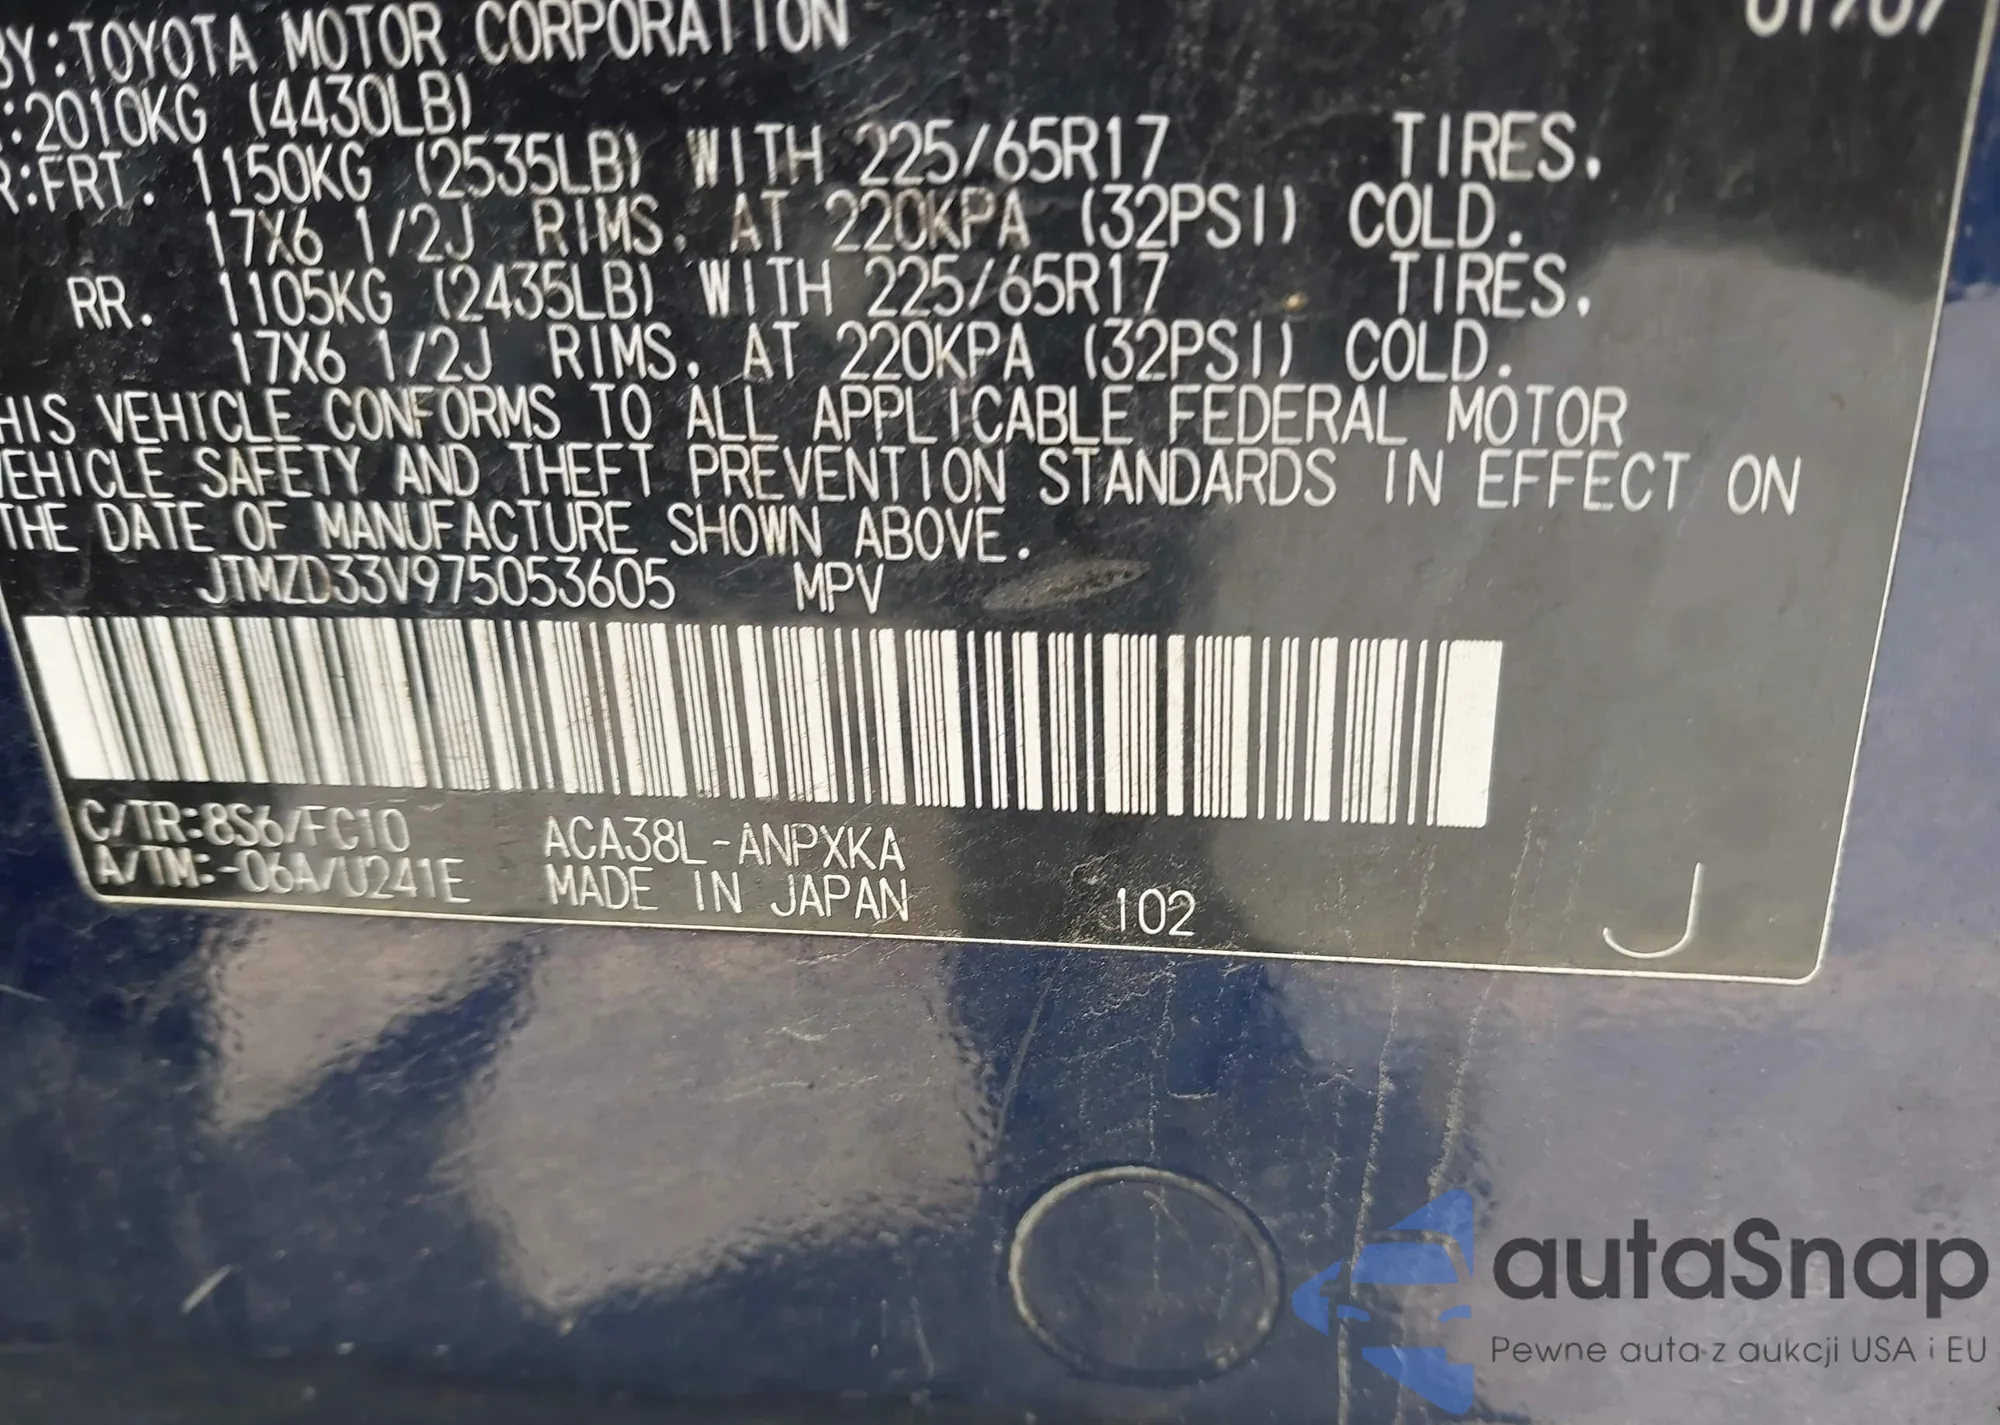 BY:TOYOTA MOTOR CORPORATION 01/07
:2010KG (4430LB)
R:FRT. 1150KG (2535LB) WITH 225/65R17 TIRES.
17X6 1/2J RIMS. AT 220KPA (32PSI) COLD.
RR. 1105KG (2435LB) WITH 225/65R17 TIRES.
17X6 1/2J RIMS. AT 220KPA (32PSI) COLD.
HIS VEHICLE CONFORMS TO ALL APPLICABLE FEDERAL MOTOR
VEHICLE SAFETY AND THEFT PREVENTION STANDARDS IN EFFECT ON
THE DATE OF MANUFACTURE SHOWN ABOVE.
JTMZD33V975053605 MPV
C/TR:8S6/FC10 ACA38L-ANPXKA
A/TM:-06A/U241E MADE IN JAPAN 102 J
autaSnap
Pewne auta z aukcji USA i EU